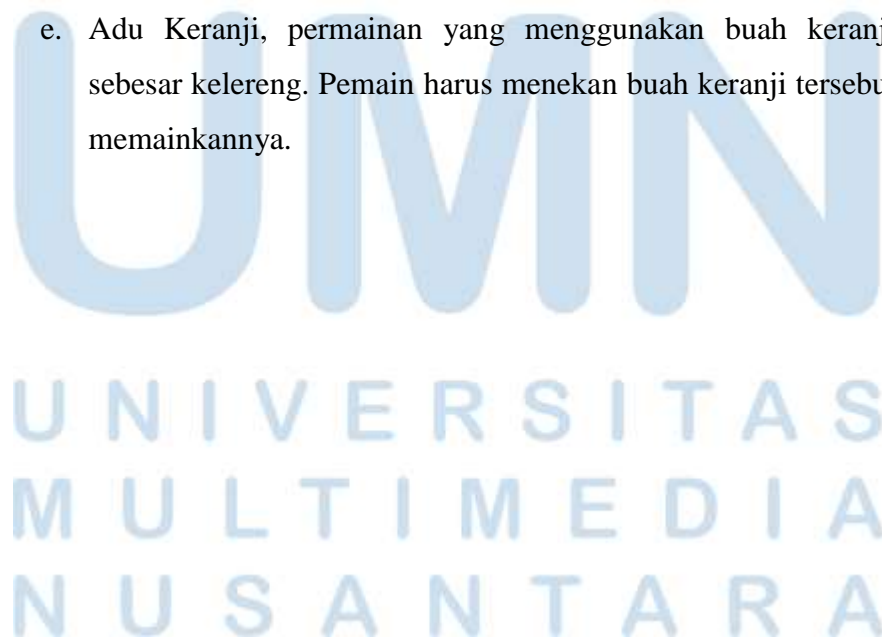 e. Adu Keranji, permainan yang menggunakan buah keranj
sebesar kelereng. Pemain harus menekan buah keranji tersebu
memainkannya.
UMN
UNIVERSITAS
MULTIMEDIA
NUSANTARA